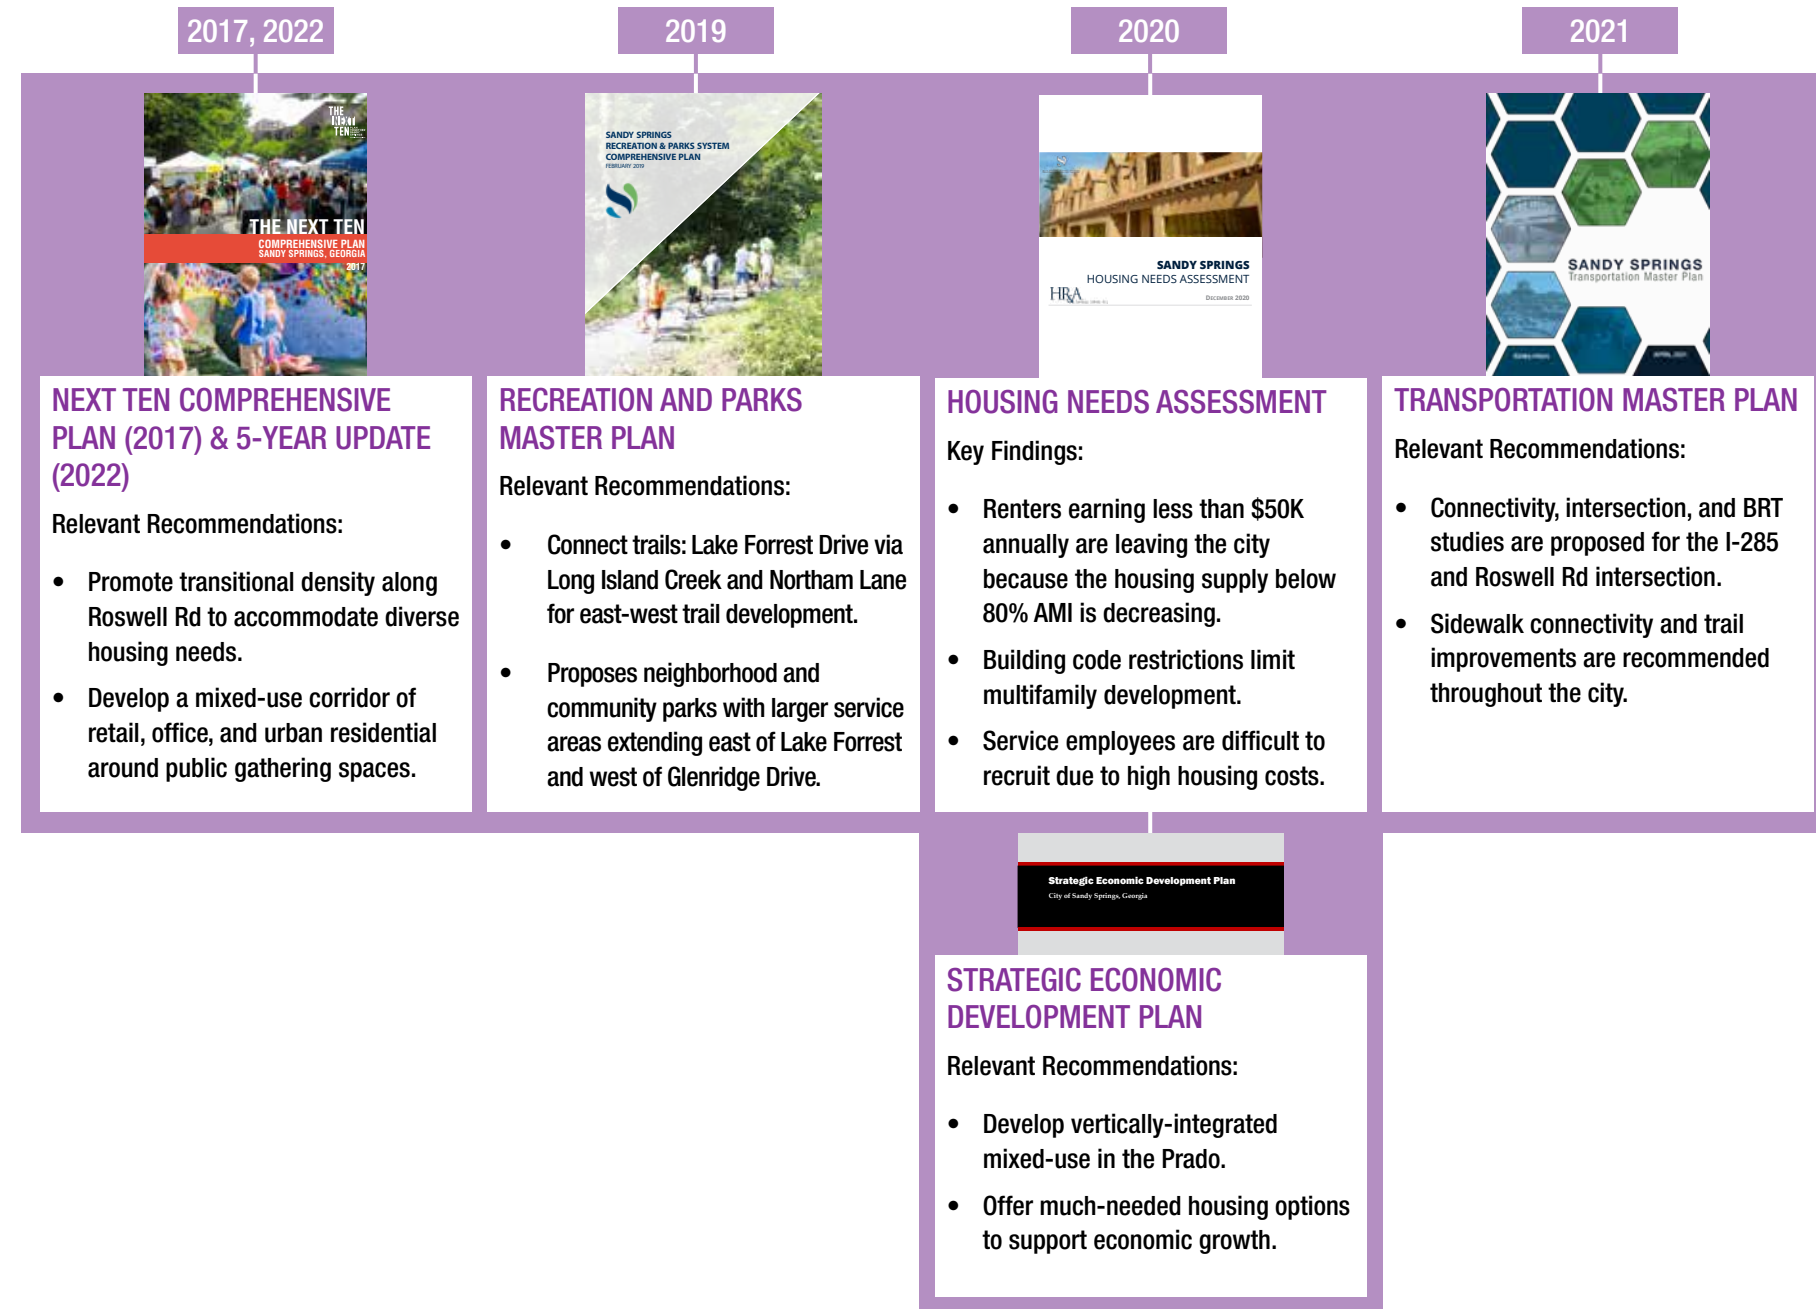 2017, 2022
2019
2020
2021
THE
NEXT
TEN
THE NEXT TEN
COMPREHENSIVE PLAN
SANDY SPRINGS, GEORGIA
2017
NEXT TEN COMPREHENSIVE
PLAN (2017) & 5-YEAR UPDATE
(2022)
Relevant Recommendations:
• Promote transitional density along
Roswell Rd to accommodate diverse
housing needs.
• Develop a mixed-use corridor of
retail, office, and urban residential
around public gathering spaces.
SANDY SPRINGS
RECREATION & PARKS SYSTEM
COMPREHENSIVE PLAN
FEBRUARY 2019
RECREATION AND PARKS
MASTER PLAN
Relevant Recommendations:
• Connect trails: Lake Forrest Drive via
Long Island Creek and Northam Lane
for east-west trail development.
• Proposes neighborhood and
community parks with larger service
areas extending east of Lake Forrest
and west of Glenridge Drive.
SANDY SPRINGS
HOUSING NEEDS ASSESSMENT
HR&A
DECEMBER 2020
HOUSING NEEDS ASSESSMENT
Key Findings:
• Renters earning less than $50K
annually are leaving the city
because the housing supply below
80% AMI is decreasing.
• Building code restrictions limit
multifamily development.
• Service employees are difficult to
recruit due to high housing costs.
Strategic Economic Development Plan
City of Sandy Springs, Georgia
STRATEGIC ECONOMIC
DEVELOPMENT PLAN
Relevant Recommendations:
• Develop vertically-integrated
mixed-use in the Prado.
• Offer much-needed housing options
to support economic growth.
SANDY SPRINGS
Transportation Master Plan
APRIL 2021
TRANSPORTATION MASTER PLAN
Relevant Recommendations:
• Connectivity, intersection, and BRT
studies are proposed for the I-285
and Roswell Rd intersection.
• Sidewalk connectivity and trail
improvements are recommended
throughout the city.